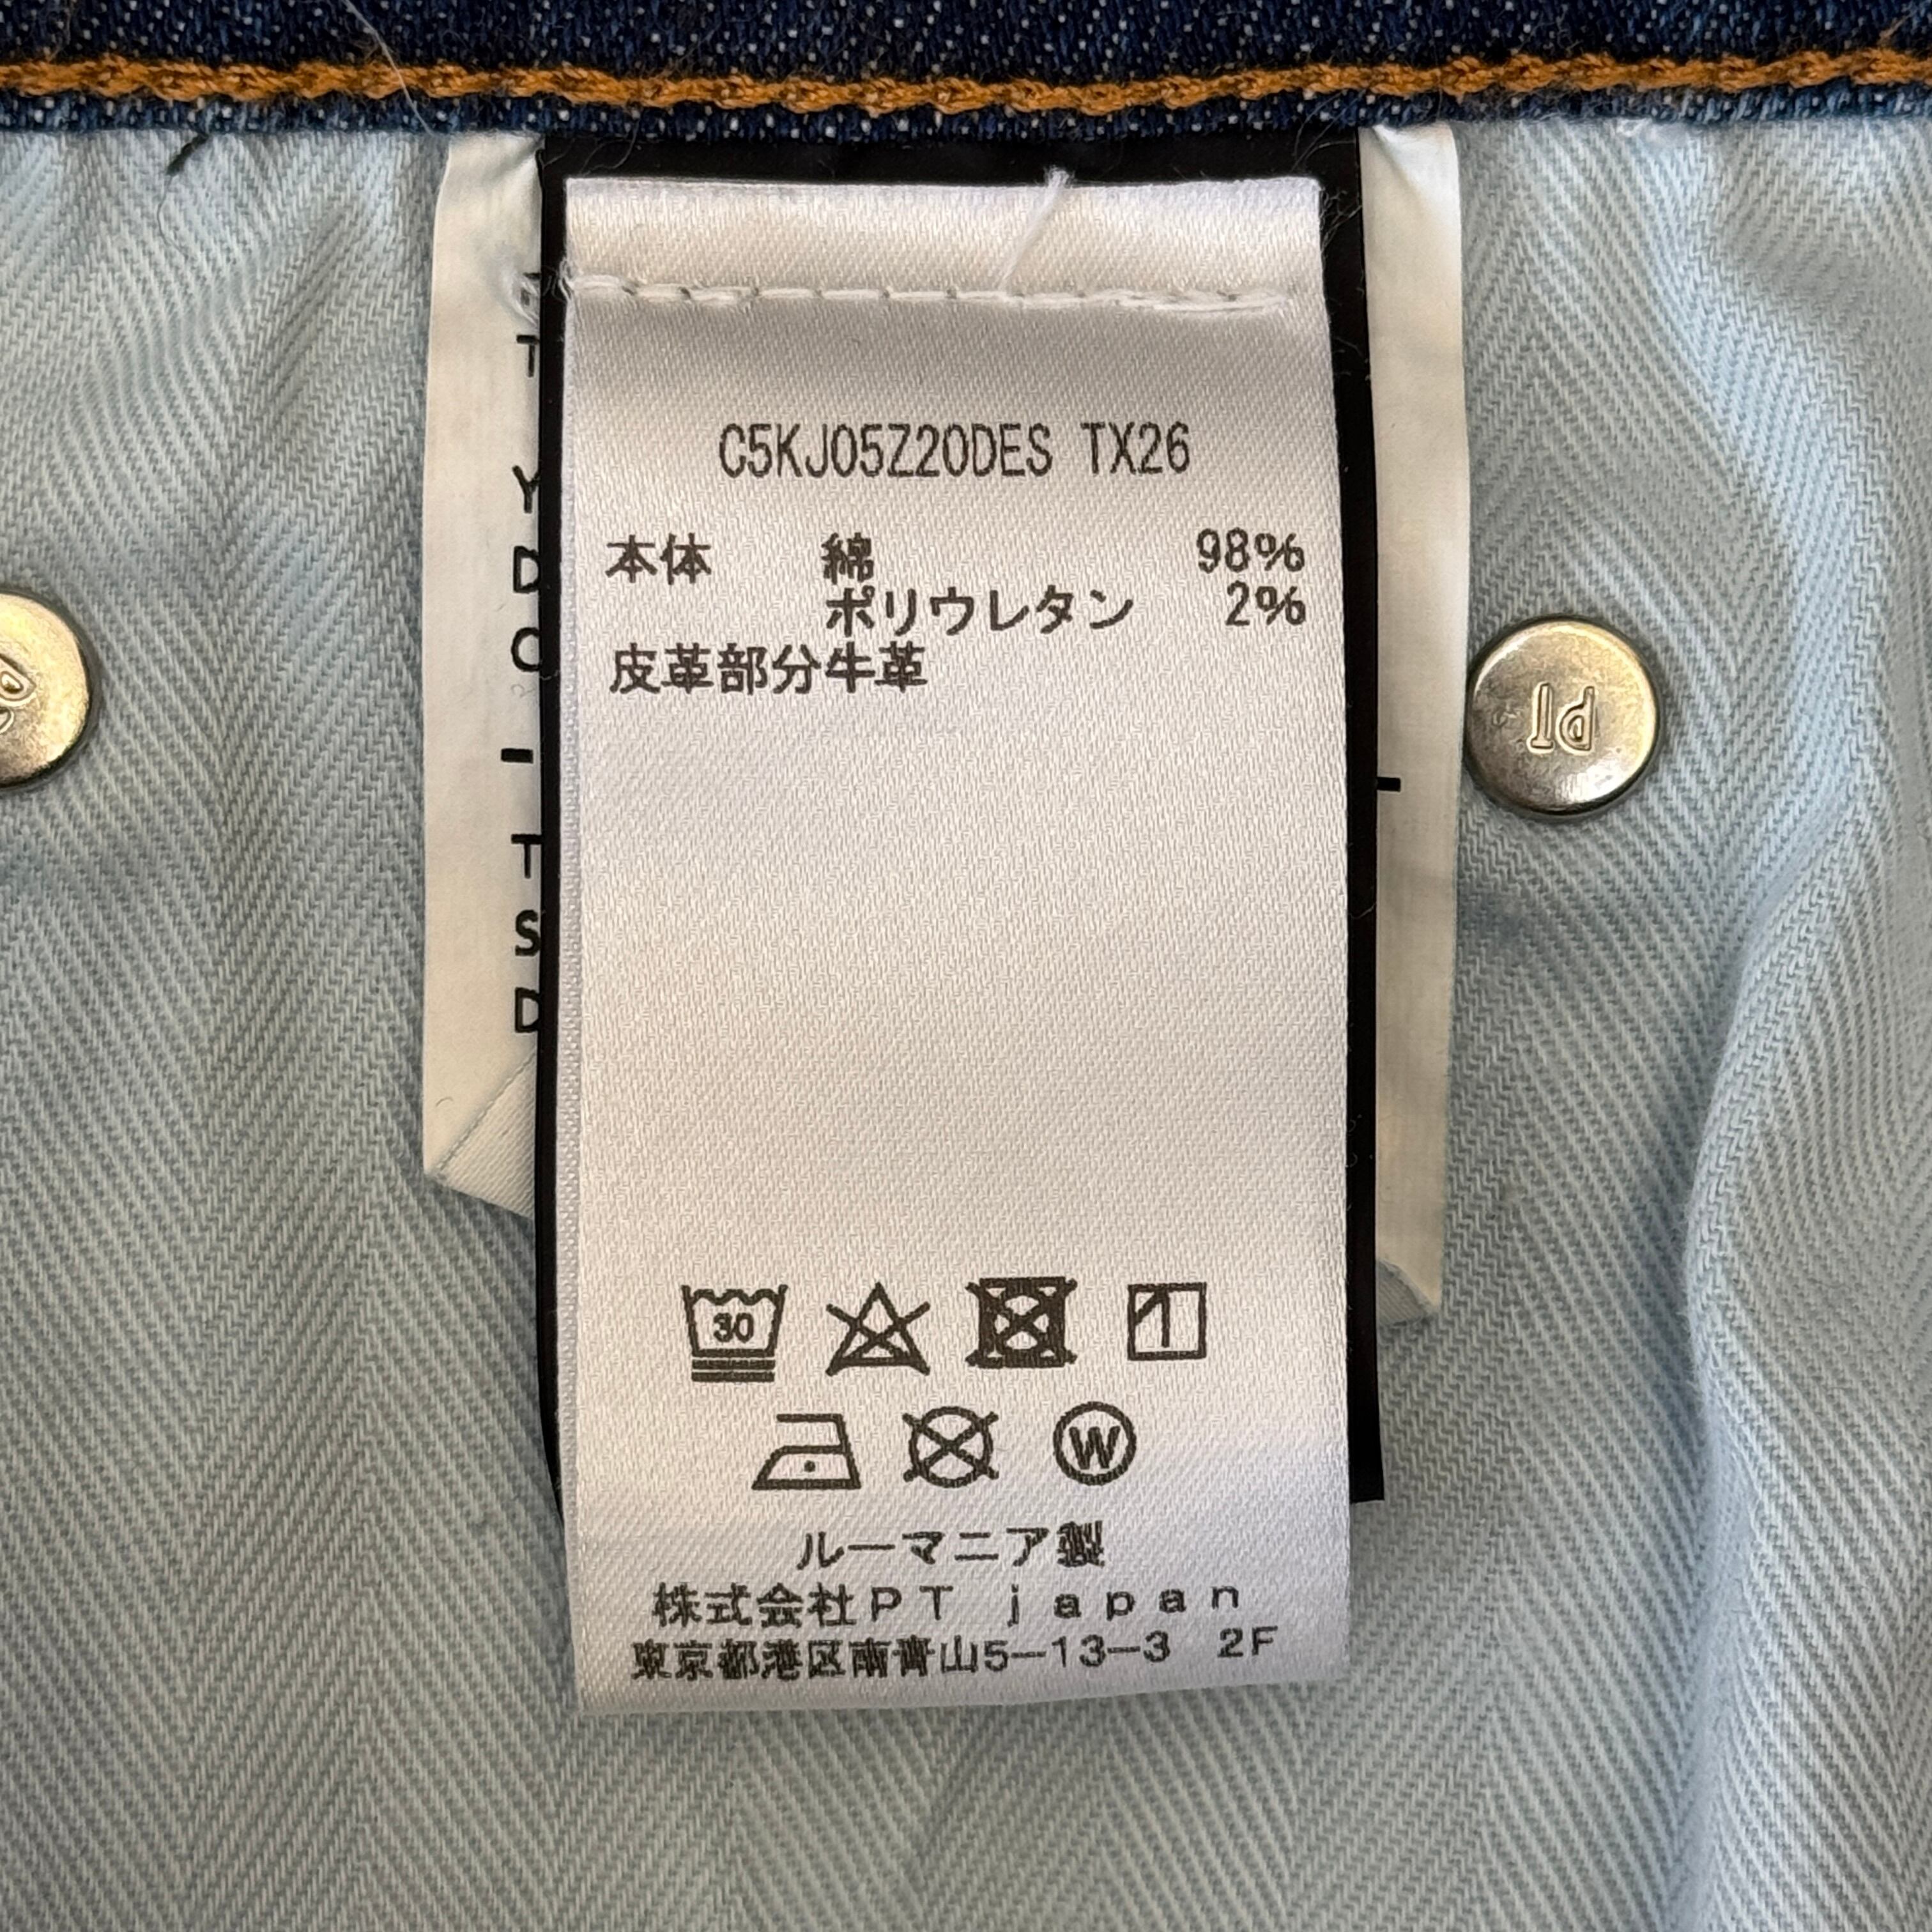 C5KJ05Z20DES TX26
本体 綿 98%
ポリウレタン 2%
皮革部分牛革
30
W
ルーマニア製
株式会社PT japan
東京都港区南青山5-13-3 2F
T
Y
D
-
T
S
D
PT